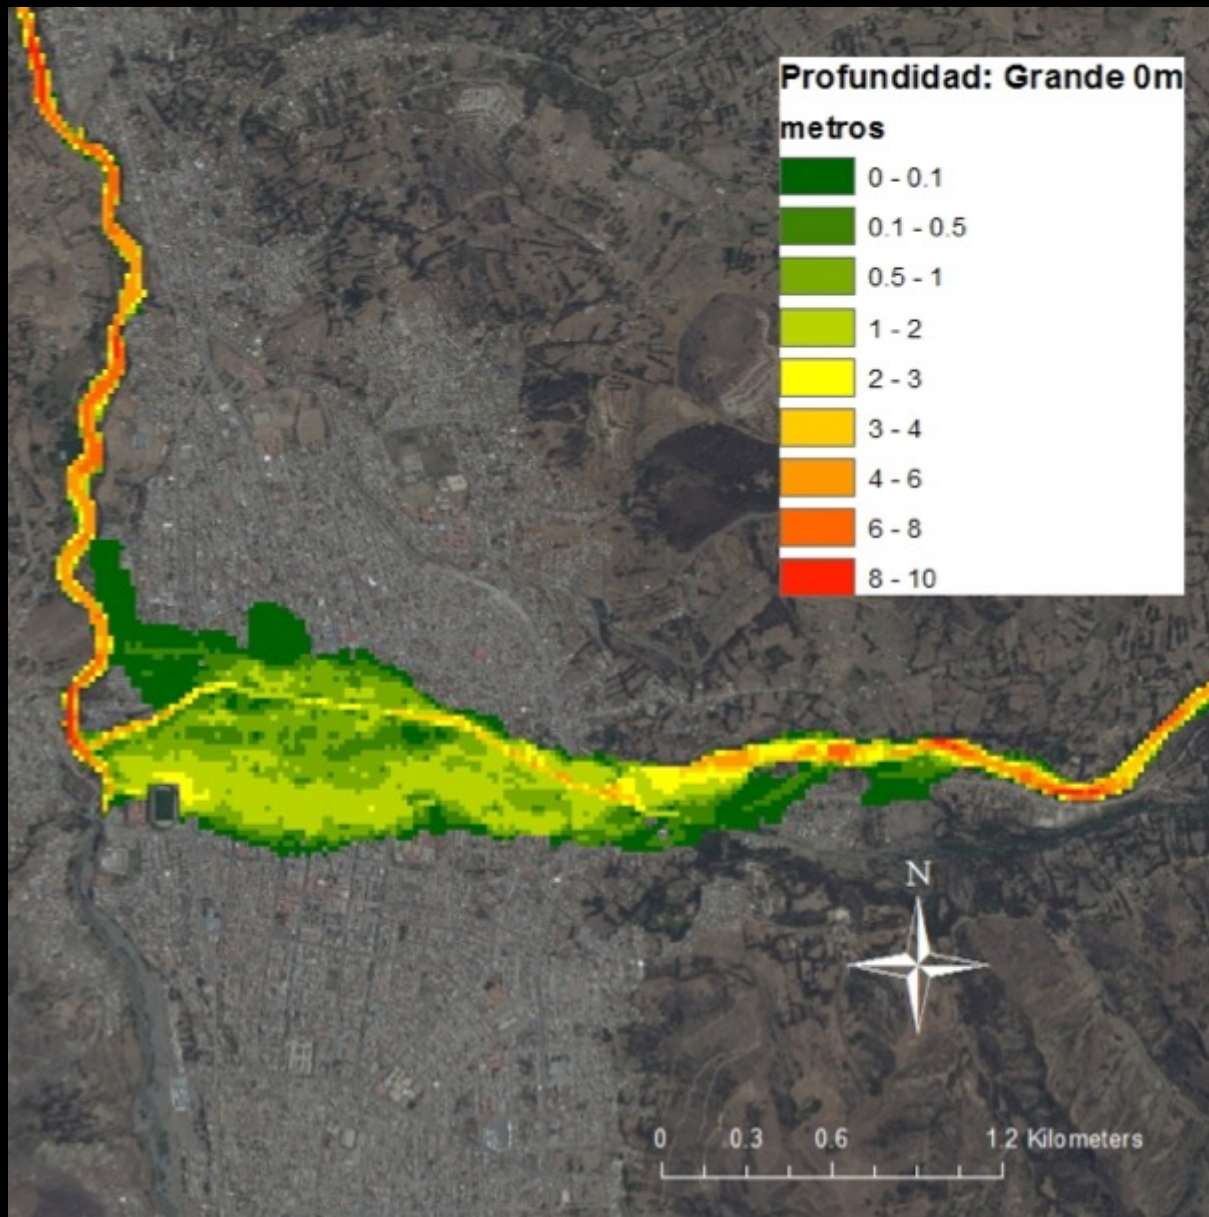 Profundidad: Grande 0m
metros
0 - 0.1
0.1 - 0.5
0.5 - 1
1 - 2
2 - 3
3 - 4
4 - 6
6 - 8
8 - 10
N
0 0.3 0.6 1.2 Kilometers